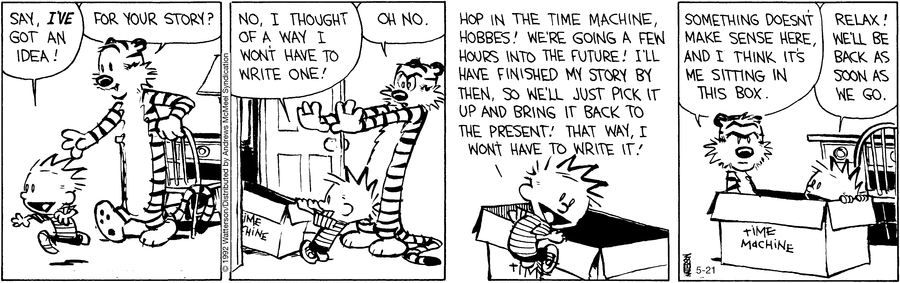 SAY, I'VE
GOT AN
IDEA!
FOR YOUR STORY?
© 1992 Watterson/Distributed by Andrews McMeel Syndication
NO, I THOUGHT
OF A WAY I
WON'T HAVE TO
WRITE ONE!
OH NO.
TIME
MACHINE
HOP IN THE TIME MACHINE,
HOBBES! WE'RE GOING A FEW
HOURS INTO THE FUTURE! I'LL
HAVE FINISHED MY STORY BY
THEN, SO WE'LL JUST PICK IT
UP AND BRING IT BACK TO
THE PRESENT! THAT WAY, I
WON'T HAVE TO WRITE IT!
TIME
SOMETHING DOESN'T
MAKE SENSE HERE,
AND I THINK IT'S
ME SITTING IN
THIS BOX.
RELAX!
WE'LL BE
BACK AS
SOON AS
WE GO.
TIME
MACHINE
WATTERSON
5-21